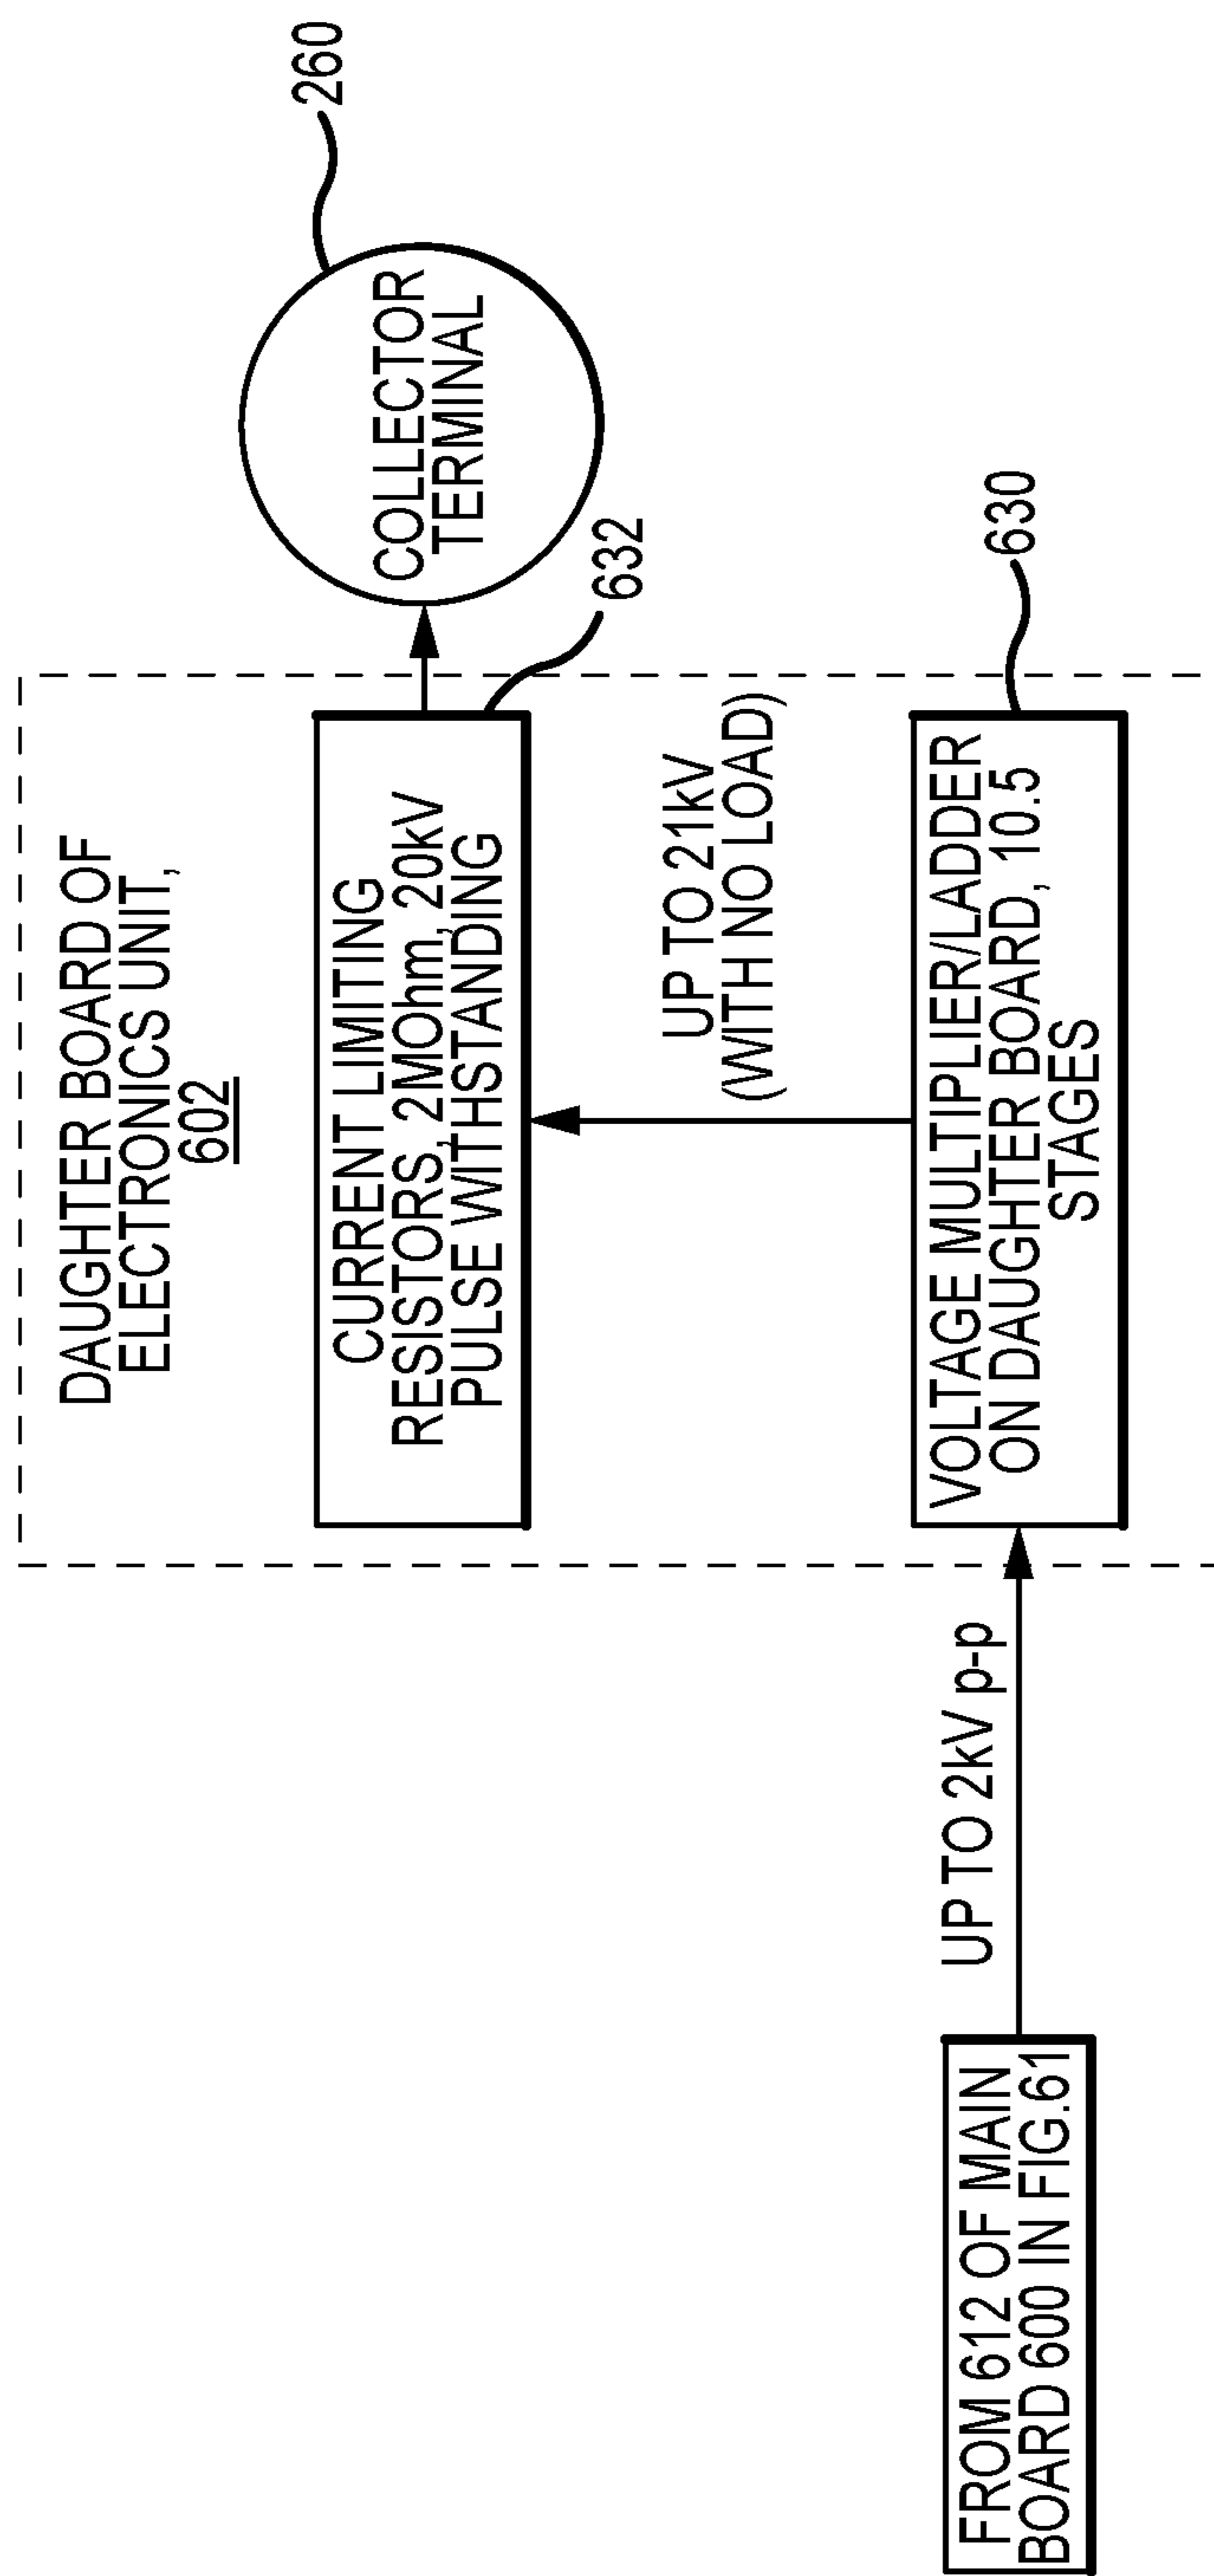 DAUGHTER BOARD OF
ELECTRONICS UNIT,
602
CURRENT LIMITING
RESISTORS, 2MOhm, 20kV
PULSE WITHSTANDING
632
COLLECTOR
TERMINAL
260
UP TO 21kV
(WITH NO LOAD)
FROM 612 OF MAIN
BOARD 600 IN FIG.61
UP TO 2kV p-p
VOLTAGE MULTIPLIER/LADDER
ON DAUGHTER BOARD, 10.5
STAGES
630